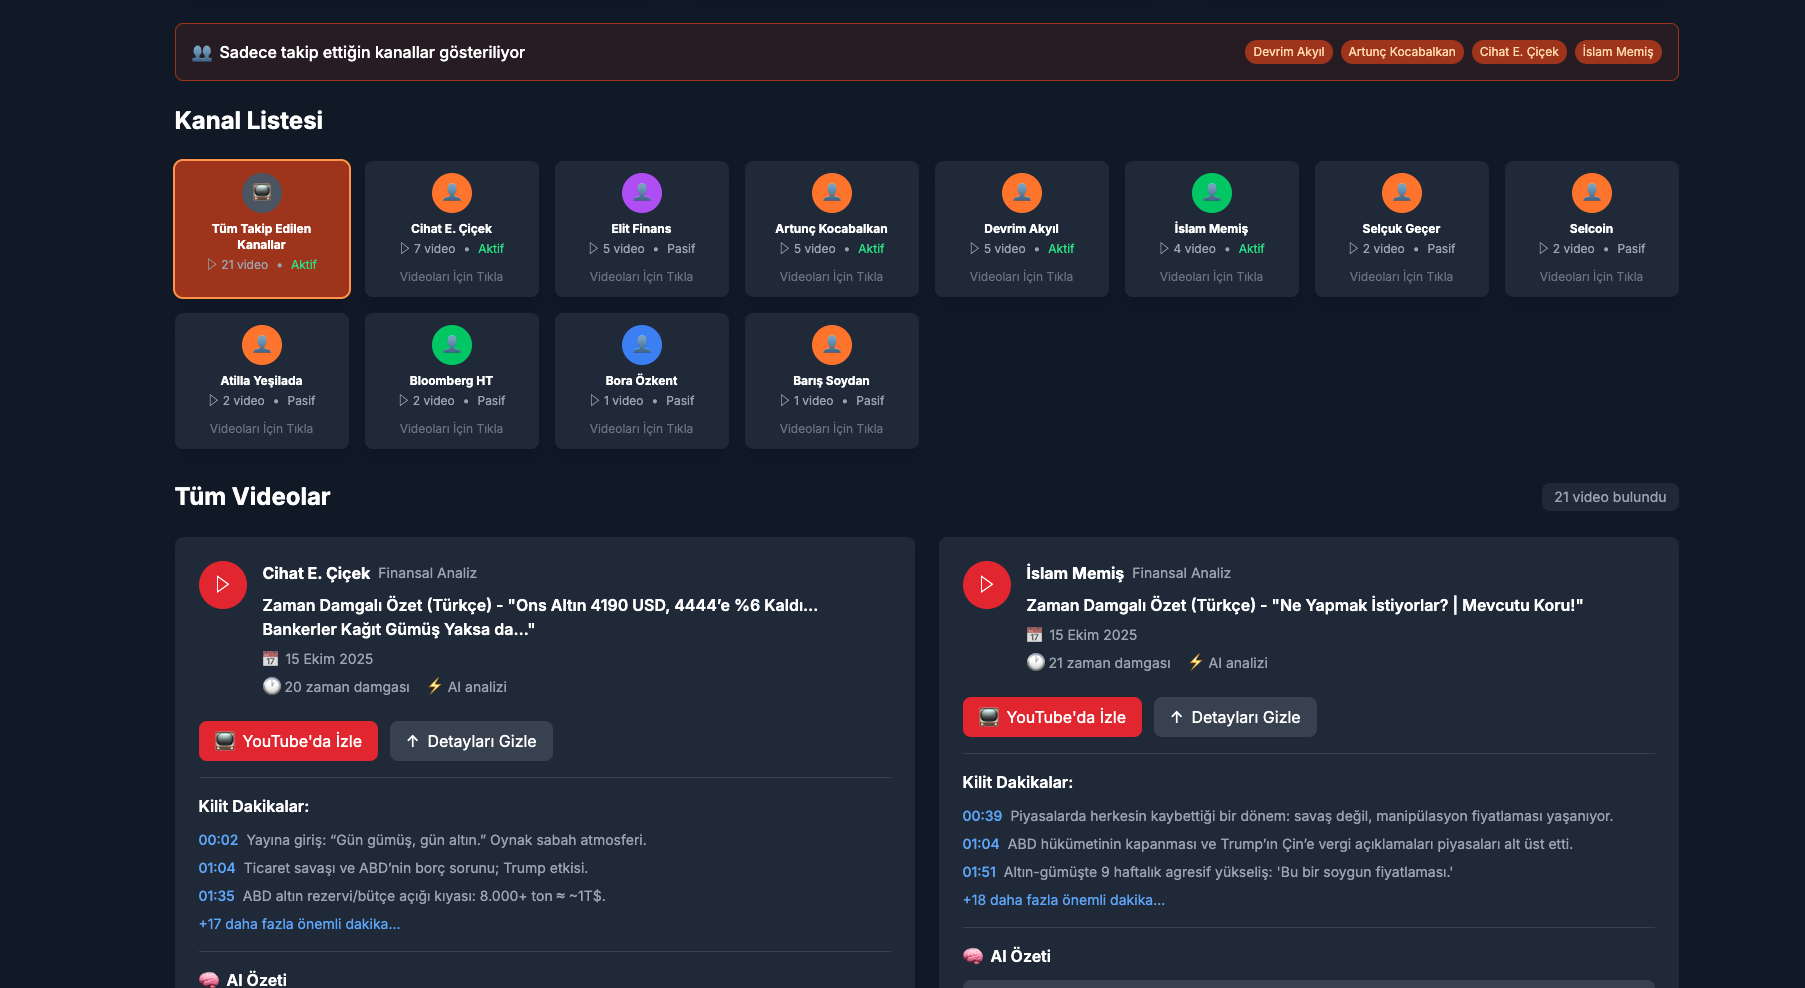 Sadece takip ettiğin kanallar gösteriliyor
Devrim Akyıl
Artunç Kocabalkan
Cihat E. Çiçek
İslam Memiş
Kanal Listesi
Tüm Takip Edilen
Kanallar
21 video • Aktif
Cihat E. Çiçek
7 video • Aktif
Videoları İçin Tıkla
Elit Finans
5 video • Pasif
Videoları İçin Tıkla
Artunç Kocabalkan
5 video • Aktif
Videoları İçin Tıkla
Devrim Akyıl
5 video • Aktif
Videoları İçin Tıkla
İslam Memiş
4 video • Aktif
Videoları İçin Tıkla
Selçuk Geçer
2 video • Pasif
Videoları İçin Tıkla
Selcoin
2 video • Pasif
Videoları İçin Tıkla
Atilla Yeşilada
2 video • Pasif
Videoları İçin Tıkla
Bloomberg HT
2 video • Pasif
Videoları İçin Tıkla
Bora Özkent
1 video • Pasif
Videoları İçin Tıkla
Barış Soydan
1 video • Pasif
Videoları İçin Tıkla
Tüm Videolar
21 video bulundu
Cihat E. Çiçek Finansal Analiz
Zaman Damgalı Özet (Türkçe) - "Ons Altın 4190 USD, 4444’e %6 Kaldı...
Bankerler Kağıt Gümüş Yaksa da..."
15 Ekim 2025
20 zaman damgası ⚡ AI analizi
YouTube'da İzle
↑ Detayları Gizle
Kilit Dakikalar:
00:02 Yayına giriş: “Gün gümüş, gün altın.” Oynak sabah atmosferi.
01:04 Ticaret savaşı ve ABD’nin borç sorunu; Trump etkisi.
01:35 ABD altın rezervi/bütçe açığı kıyası: 8.000+ ton ≈ ~1T$.
+17 daha fazla önemli dakika...
AI Özeti
İslam Memiş Finansal Analiz
Zaman Damgalı Özet (Türkçe) - "Ne Yapmak İstiyorlar? | Mevcutu Koru!"
15 Ekim 2025
21 zaman damgası ⚡ AI analizi
YouTube'da İzle
↑ Detayları Gizle
Kilit Dakikalar:
00:39 Piyasalarda herkesin kaybettiği bir dönem: savaş değil, manipülasyon fiyatlaması yaşanıyor.
01:04 ABD hükümetinin kapanması ve Trump’ın Çin’e vergi açıklamaları piyasaları alt üst etti.
01:51 Altın-gümüşte 9 haftalık agresif yükseliş: 'Bu bir soygun fiyatlaması.'
+18 daha fazla önemli dakika...
AI Özeti